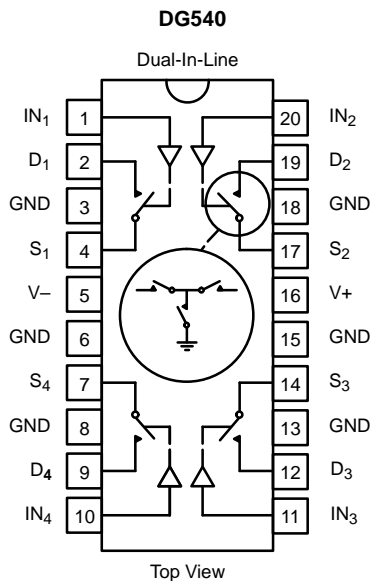 DG540
Dual-In-Line
IN1 1 20 IN2
D1 2 19 D2
GND 3 18 GND
S1 4 17 S2
V– 5 16 V+
GND 6 15 GND
S4 7 14 S3
GND 8 13 GND
D4 9 12 D3
IN4 10 11 IN3
Top View